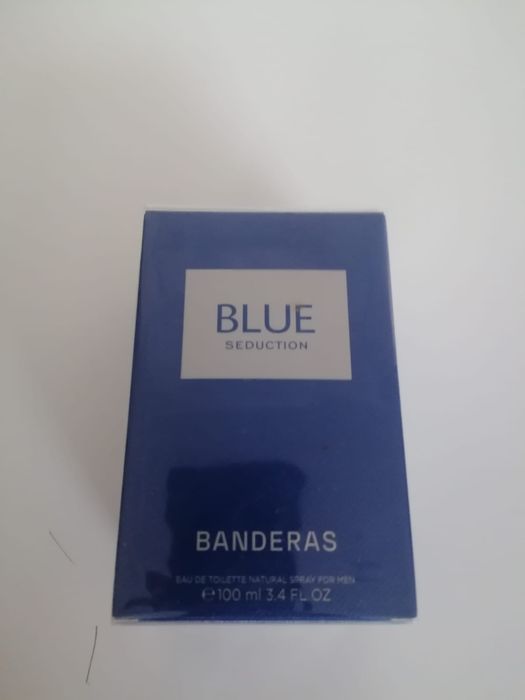 BLUE
SEDUCTION
BANDERAS
EAU DE TOILETTE NATURAL SPRAY FOR MEN
℮100 ml 3.4 FL.OZ